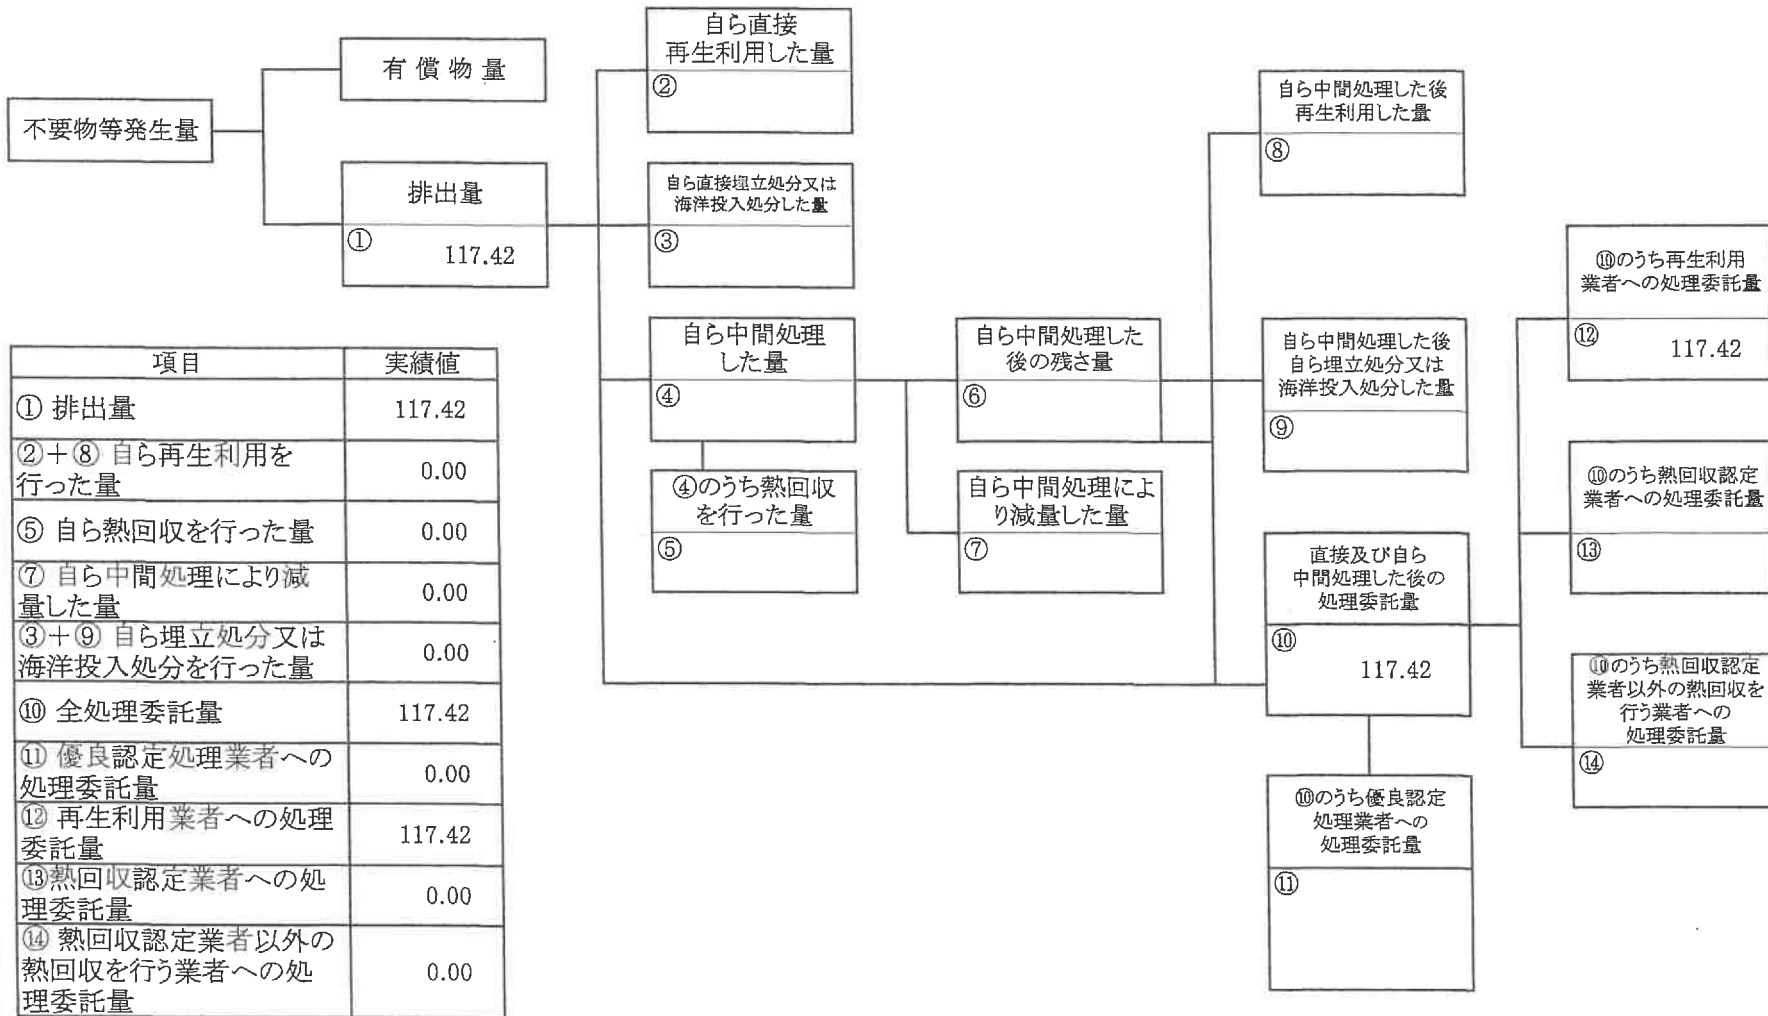 不要物等発生量
有償物量
排出量
①
117.42
自ら直接
再生利用した量
②
自ら直接埋立処分又は
海洋投入処分した量
③
自ら中間処理
した量
④
④のうち熱回収
を行った量
⑤
自ら中間処理した
後の残さ量
⑥
自ら中間処理によ
り減量した量
⑦
自ら中間処理した後
再生利用した量
⑧
自ら中間処理した後
自ら埋立処分又は
海洋投入処分した量
⑨
直接及び自ら
中間処理した後の
処理委託量
⑩
117.42
⑩のうち優良認定
処理業者への
処理委託量
⑪
⑩のうち再生利用
業者への処理委託量
⑫ 117.42
⑩のうち熱回収認定
業者への処理委託量
⑬
⑩のうち熱回収認定
業者以外の熱回収を
行う業者への
処理委託量
⑭
項目 実績値
① 排出量 117.42
②+⑧ 自ら再生利用を
行った量 0.00
⑤ 自ら熱回収を行った量 0.00
⑦ 自ら中間処理により減
量した量 0.00
③+⑨ 自ら埋立処分又は
海洋投入処分を行った量 0.00
⑩ 全処理委託量 117.42
⑪ 優良認定処理業者への
処理委託量 0.00
⑫ 再生利用業者への処理
委託量 117.42
⑬熱回収認定業者への処
理委託量 0.00
⑭ 熱回収認定業者以外の
熱回収を行う業者への処
理委託量 0.00